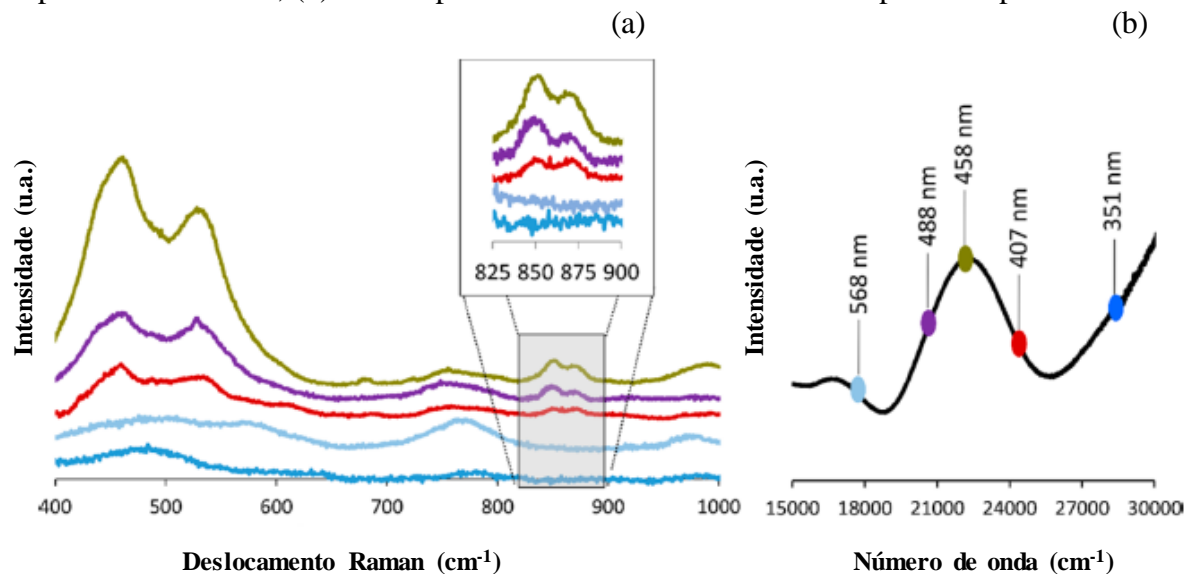 (a)
(b)
825 850 875 900
400 500 600 700 800 900 1000
Intensidade (u.a.)
Deslocamento Raman (cm-1)
568 nm
488 nm
458 nm
407 nm
351 nm
15000 18000 21000 24000 27000 30000
Intensidade (u.a.)
Número de onda (cm-1)